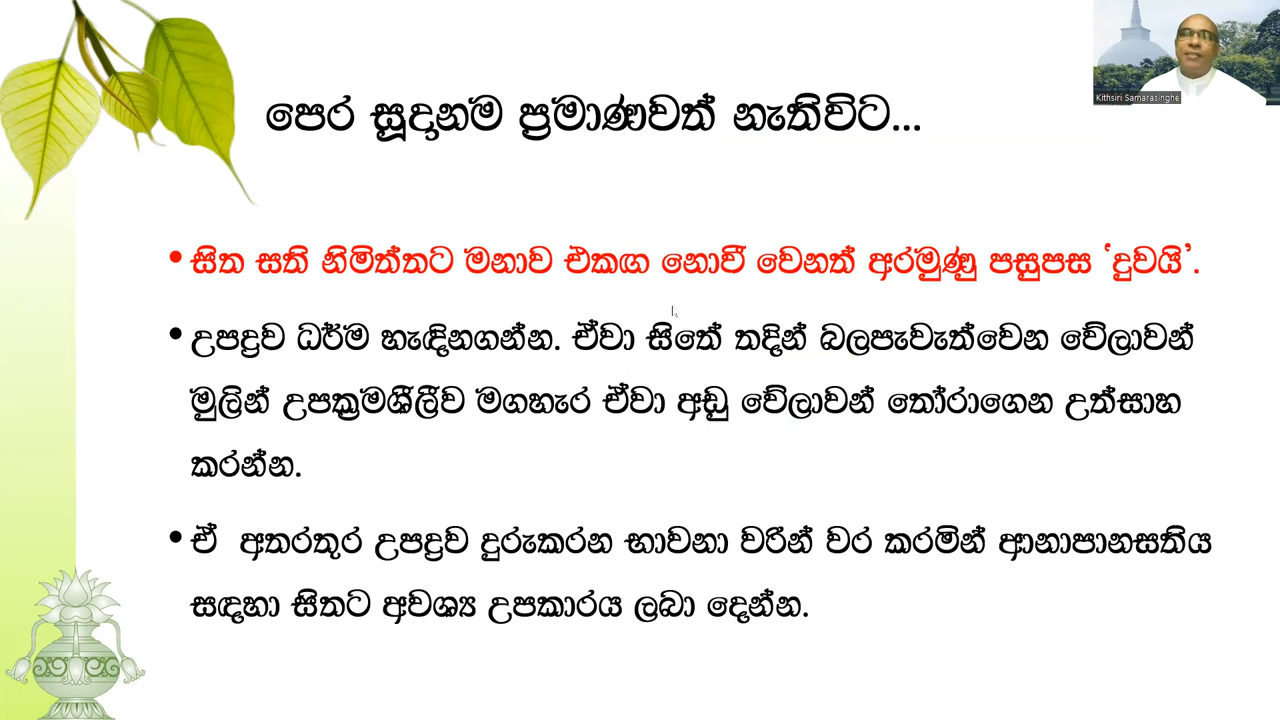 Kithsiri Samarasinghe
පෙර සූදානම ප්‍රමාණවත් නැතිවිට...
• සිත සති නිමිත්තට මනාව එකඟ නොවී වෙනත් අරමුණු පසුපස ‘දුවයි’.
• උපද්‍රව ධර්ම හැඳිනගන්න. ඒවා සිතේ තදින් බලපැවැත්වෙන වේලාවන්
මුලින් උපක්‍රමශීලීව මගහැර ඒවා අඩු වේලාවන් තෝරාගෙන උත්සාහ
කරන්න.
• ඒ අතරතුර උපද්‍රව දුරුකරන භාවනා වරින් වර කරමින් ආනාපානසතිය
සඳහා සිතට අවශ්‍ය උපකාරය ලබා දෙන්න.